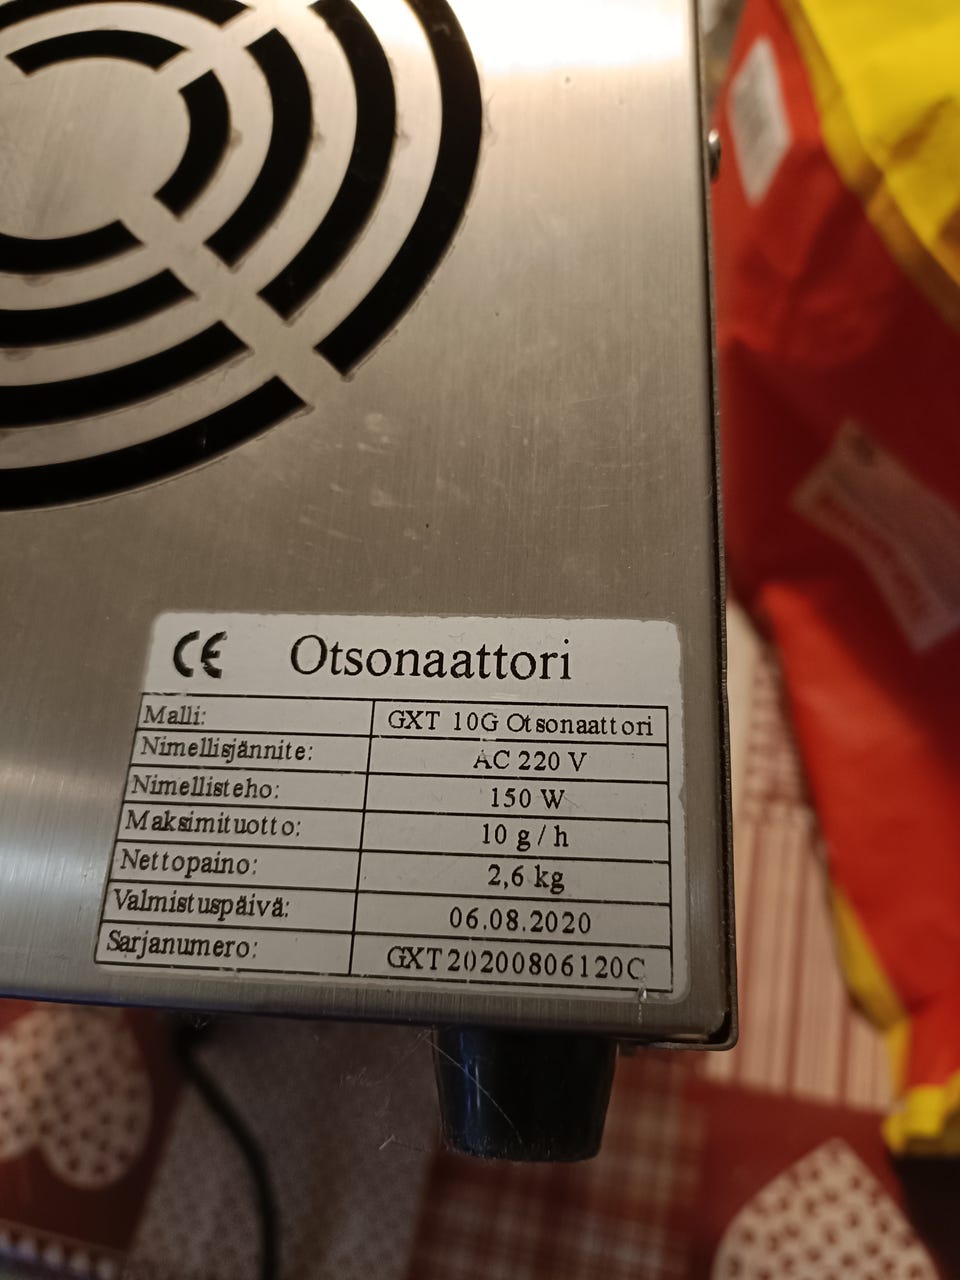 CE Otsonaattori
Malli: GXT 10G Otsonaattori
Nimellisjännite: AC 220 V
Nimellisteho: 150 W
Maksimituotto: 10 g/h
Nettopaino: 2,6 kg
Valmistuspäivä: 06.08.2020
Sarjanumero: GXT20200806120C